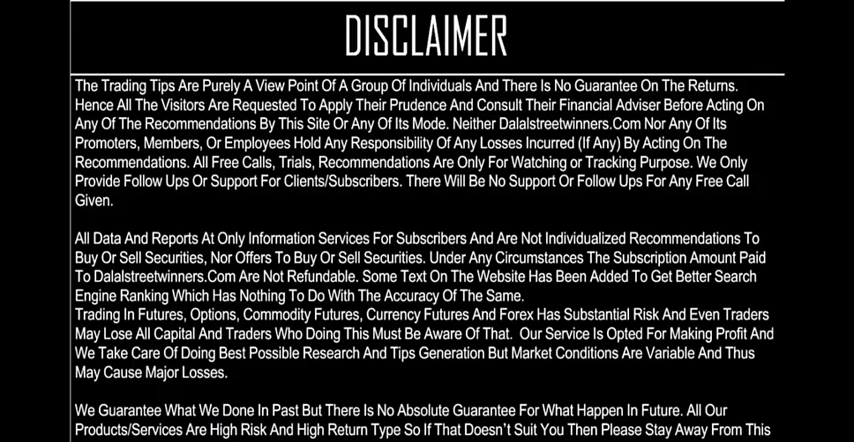 DISCLAIMER
The Trading Tips Are Purely A View Point Of A Group Of Individuals And There Is No Guarantee On The Returns.
Hence All The Visitors Are Requested To Apply Their Prudence And Consult Their Financial Adviser Before Acting On
Any Of The Recommendations By This Site Or Any Of Its Mode. Neither Dalalstreetwinners.Com Nor Any Of Its
Promoters, Members, Or Employees Hold Any Responsibility Of Any Losses Incurred (If Any) By Acting On The
Recommendations. All Free Calls, Trials, Recommendations Are Only For Watching or Tracking Purpose. We Only
Provide Follow Ups Or Support For Clients/Subscribers. There Will Be No Support Or Follow Ups For Any Free Call
Given.
All Data And Reports At Only Information Services For Subscribers And Are Not Individualized Recommendations To
Buy Or Sell Securities, Nor Offers To Buy Or Sell Securities. Under Any Circumstances The Subscription Amount Paid
To Dalalstreetwinners.Com Are Not Refundable. Some Text On The Website Has Been Added To Get Better Search
Engine Ranking Which Has Nothing To Do With The Accuracy Of The Same.
Trading In Futures, Options, Commodity Futures, Currency Futures And Forex Has Substantial Risk And Even Traders
May Lose All Capital And Traders Who Doing This Must Be Aware Of That. Our Service Is Opted For Making Profit And
We Take Care Of Doing Best Possible Research And Tips Generation But Market Conditions Are Variable And Thus
May Cause Major Losses.
We Guarantee What We Done In Past But There Is No Absolute Guarantee For What Happen In Future. All Our
Products/Services Are High Risk And High Return Type So If That Doesn't Suit You Then Please Stay Away From This